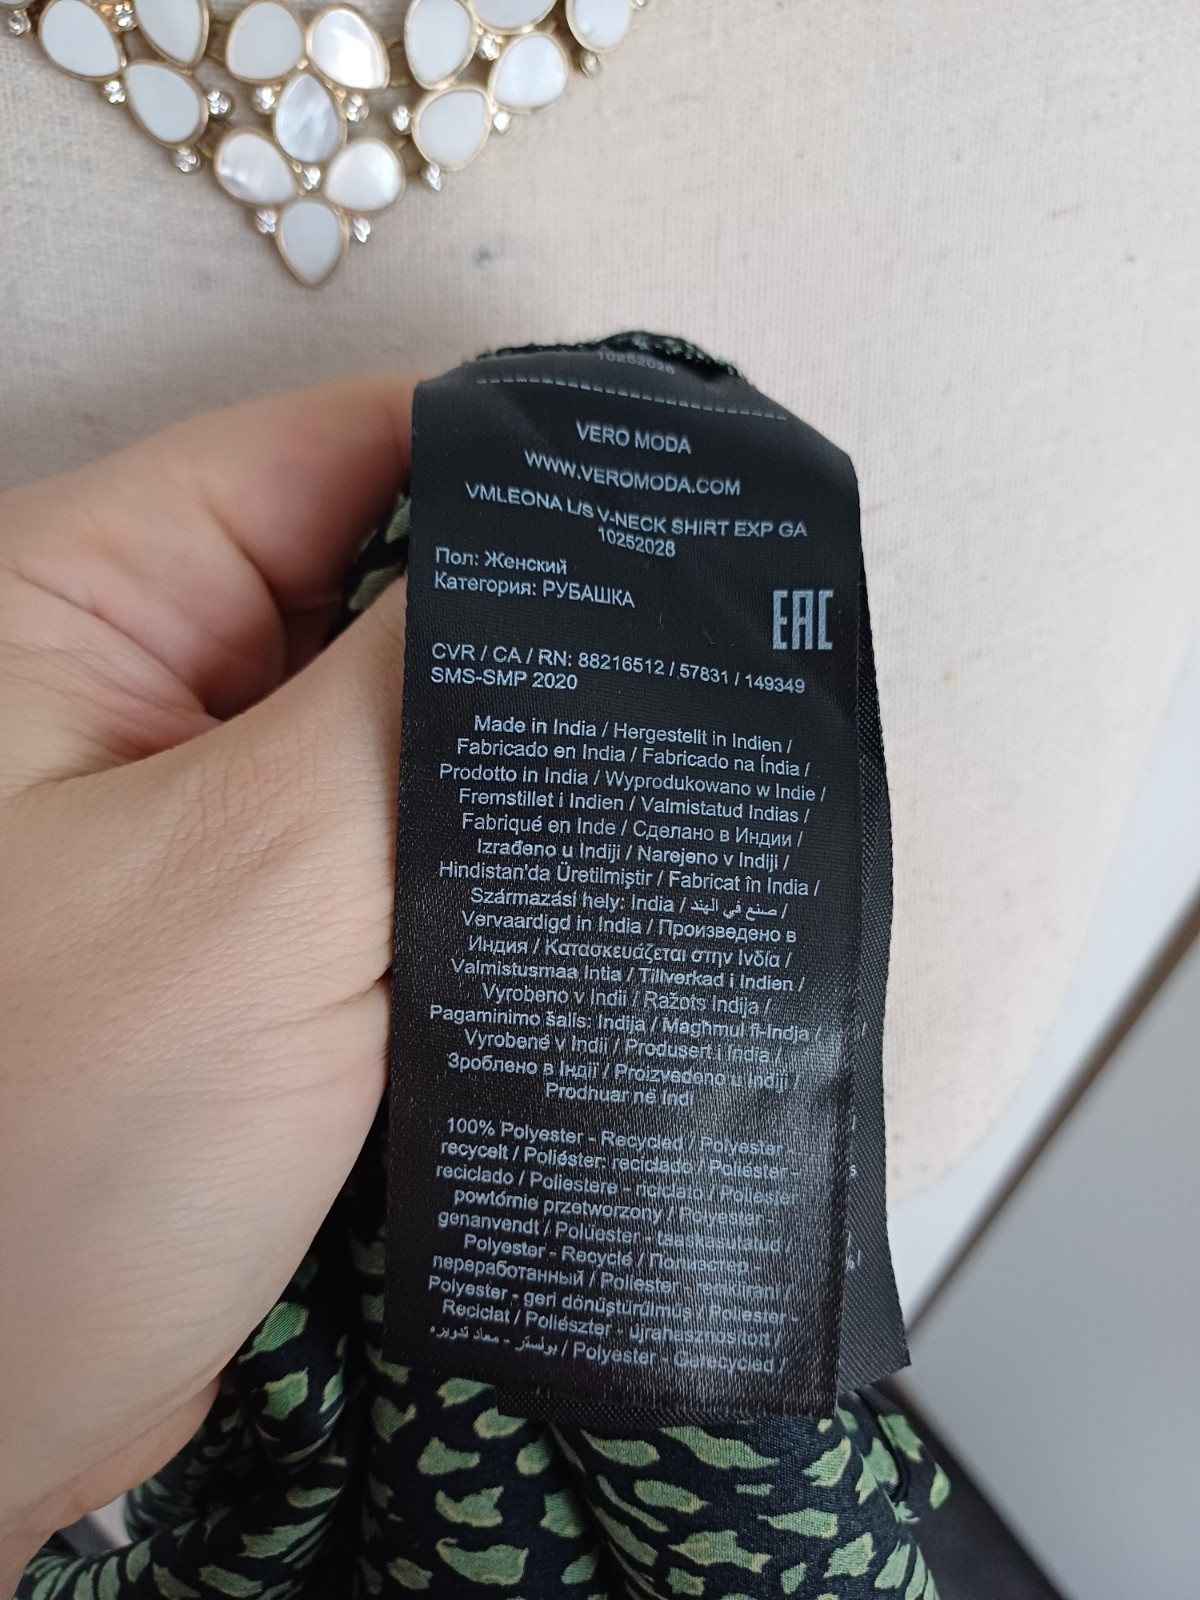 10252028
VERO MODA
WWW.VEROMODA.COM
VMLEONA L/S V-NECK SHIRT EXP GA
10252028
Пол: Женский
Категория: РУБАШКА
EAC
CVR / CA / RN: 88216512 / 57831 / 149349
SMS-SMP 2020
Made in India / Hergestellt in Indien /
Fabricado en India / Fabricado na Índia /
Prodotto in India / Wyprodukowano w Indie /
Fremstillet i Indien / Valmistatud Indias /
Fabriqué en Inde / Сделано в Индии /
Izrađeno u Indiji / Narejeno v Indiji /
Hindistan'da Üretilmiştir / Fabricat în India /
Származási hely: India / صنع في الهند /
Vervaardigd in India / Произведено в
Индия / Κατασκευάζεται στην Ινδία /
Valmistusmaa Intia / Tillverkad i Indien /
Vyrobeno v Indii / Ražots Indija /
Pagaminimo šalis: Indija / Magħmul fl-Indja /
Vyrobené v Indii / Produsert i India /
Зроблено в Індії / Proizvedeno u Indiji /
Prodhuar në Indi
100% Polyester - Recycled / Polyester
recycelt / Poliéster reciclado / Poliéster -
reciclado / Poliestere - riciclato / Poliester
powtórnie przetworzony / Polyester -
genanvendt / Polüester - taaskasutatud /
Polyester - Recyclé / Полиэстер
переработанный / Poliester - reciklirani /
Polyester - geri dönüştürülmüş / Poliester -
Reciclat / Poliészter - újrahasznosított /
بوليستر - معاد تدويره / Polyester - Gerecycled /